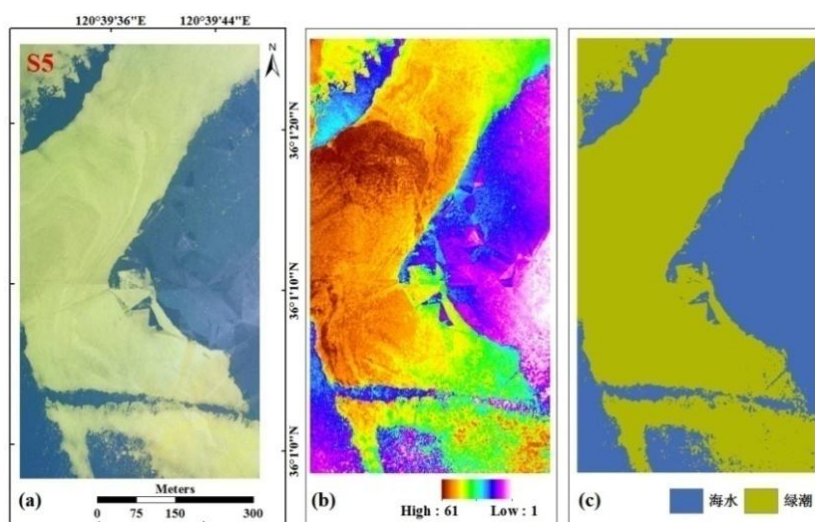 120°39'36"E 120°39'44"E
S5
N
36°1'20"N
36°1'10"N
36°1'0"N
Meters
0 75 150 300
(a)
(b)
High : 61 Low : 1
(c)
海水 绿潮